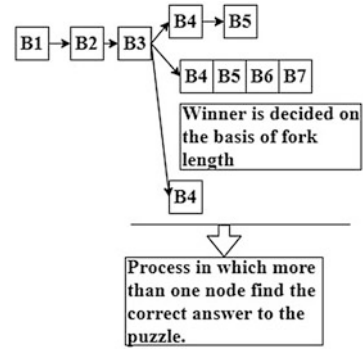 B4 B5
B1 B2 B3
B4 B5 B6 B7
Winner is decided on
the basis of fork
length
B4
Process in which more
than one node find the
correct answer to the
puzzle.